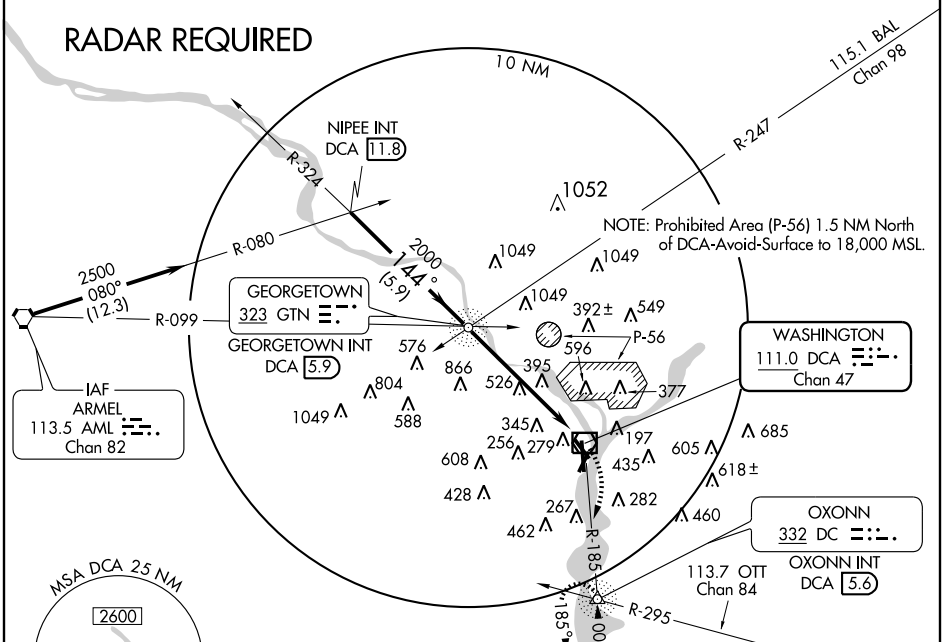 RADAR REQUIRED
10 NM
115.1 BAL
Chan 98
R-247
NIPEE INT
DCA 11.8
R-324
1052
NOTE: Prohibited Area (P-56) 1.5 NM North
of DCA-Avoid-Surface to 18,000 MSL.
R-080
2000
144°
(5.9)
1049
1049
2500
080°
(12.3)
GEORGETOWN
323 GTN
R-099
1049
392±
549
GEORGETOWN INT
DCA 5.9
P-56
WASHINGTON
111.0 DCA
Chan 47
576
866
596
395
526
377
804
IAF
ARMEL
113.5 AML
Chan 82
1049
588
345
256
279
197
685
608
435
605
618±
428
267
282
462
460
OXONN
332 DC
R-185
113.7 OTT
Chan 84
OXONN INT
DCA 5.6
MSA DCA 25 NM
2600
R-295
185°
00